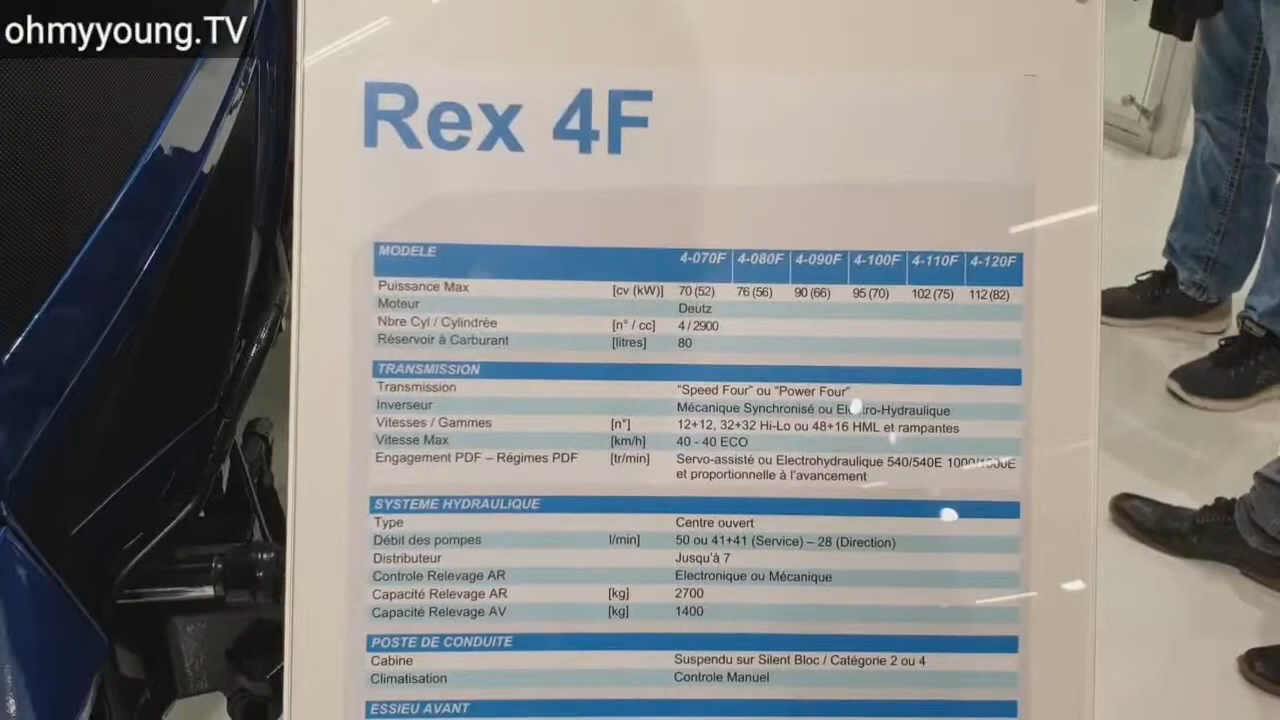 ohmyyoung.TV
Rex 4F
MODELE 4-070F 4-080F 4-090F 4-100F 4-110F 4-120F
Puissance Max [cv (kW)] 70 (52) 76 (56) 90 (66) 95 (70) 102 (75) 112 (82)
Moteur Deutz
Nbre Cyl / Cylindrée [n° / cc] 4 / 2900
Réservoir à Carburant [litres] 80
TRANSMISSION
Transmission "Speed Four" ou "Power Four"
Inverseur Mécanique Synchronisé ou Electro-Hydraulique
Vitesses / Gammes [n°] 12+12, 32+32 Hi-Lo ou 48+16 HML et rampantes
Vitesse Max [km/h] 40 - 40 ECO
Engagement PDF – Régimes PDF [tr/min] Servo-assisté ou Electrohydraulique 540/540E 1000/1000E
et proportionnelle à l'avancement
SYSTEME HYDRAULIQUE
Type Centre ouvert
Débit des pompes l/min] 50 ou 41+41 (Service) – 28 (Direction)
Distributeur Jusqu'à 7
Controle Relevage AR Electronique ou Mécanique
Capacité Relevage AR [kg] 2700
Capacité Relevage AV [kg] 1400
POSTE DE CONDUITE
Cabine Suspendu sur Silent Bloc / Catégorie 2 ou 4
Climatisation Controle Manuel
ESSIEU AVANT